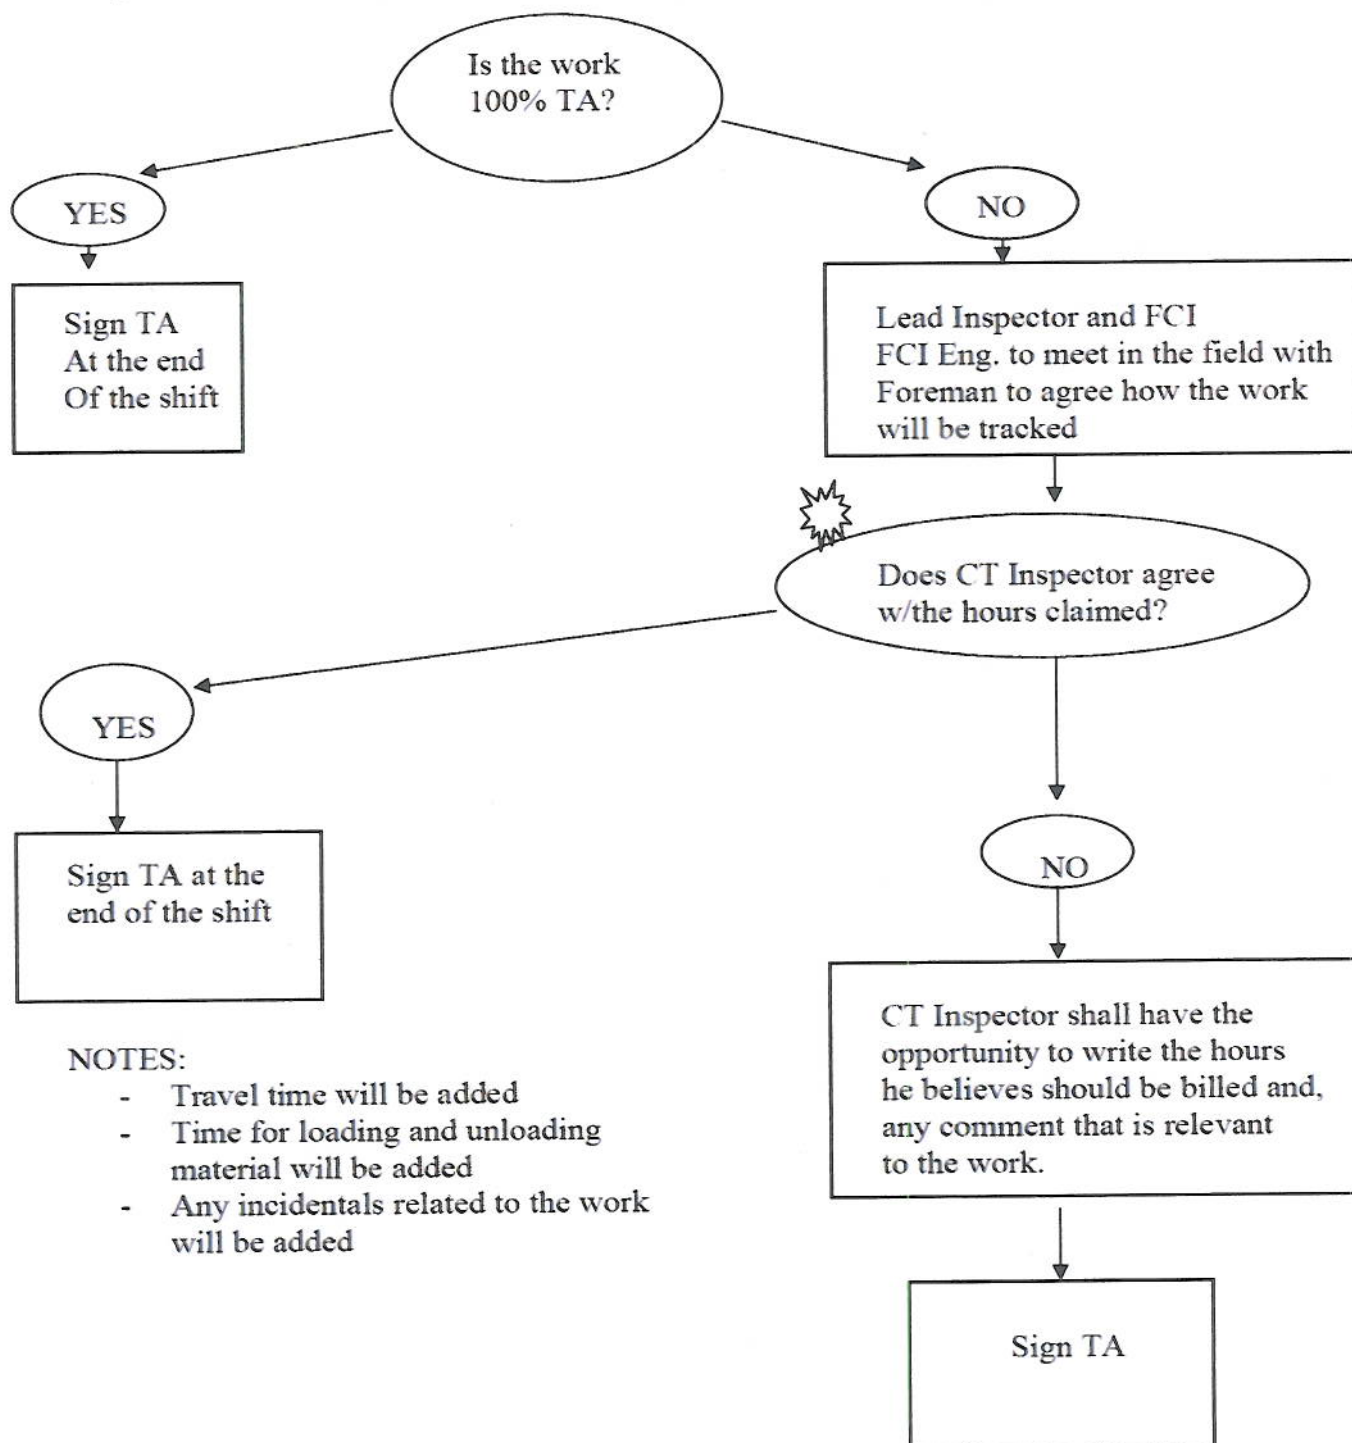 Is the work
100% TA?
YES
NO
Sign TA
At the end
Of the shift
Lead Inspector and FCI
FCI Eng. to meet in the field with
Foreman to agree how the work
will be tracked
Does CT Inspector agree
w/the hours claimed?
YES
Sign TA at the
end of the shift
NO
CT Inspector shall have the
opportunity to write the hours
he believes should be billed and,
any comment that is relevant
to the work.
Sign TA
NOTES:
- Travel time will be added
- Time for loading and unloading
material will be added
- Any incidentals related to the work
will be added